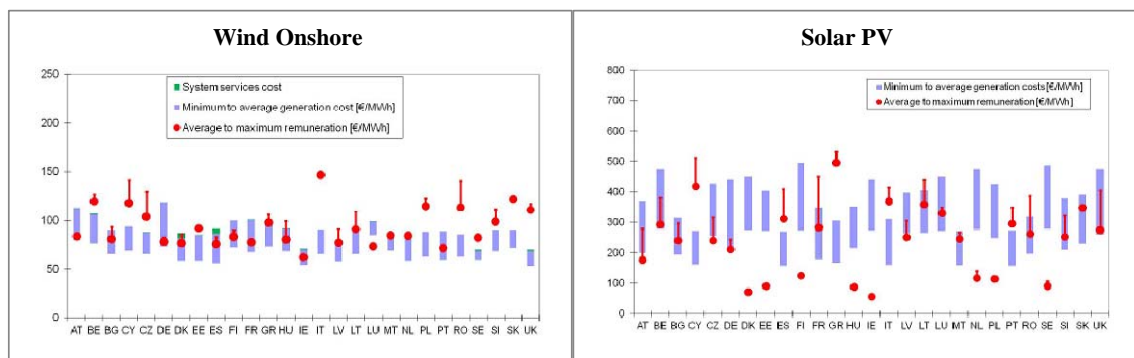 Wind Onshore
250
200
150
100
50
0
System services cost
Minimum to average generation cost [€/MWh]
Average to maximum remuneration [€/MWh]
AT BE BG CY CZ DE DK EE ES FI FR GR HU IE IT LV LT LU MT NL PL PT RO SE SI SK UK
Solar PV
800
700
600
500
400
300
200
100
0
Minimum to average generation costs [€/MWh]
Average to maximum remuneration [€/MWh]
AT BE BG CY CZ DE DK EE ES FI FR GR HU IE IT LV LT LU MT NL PL PT RO SE SI SK UK